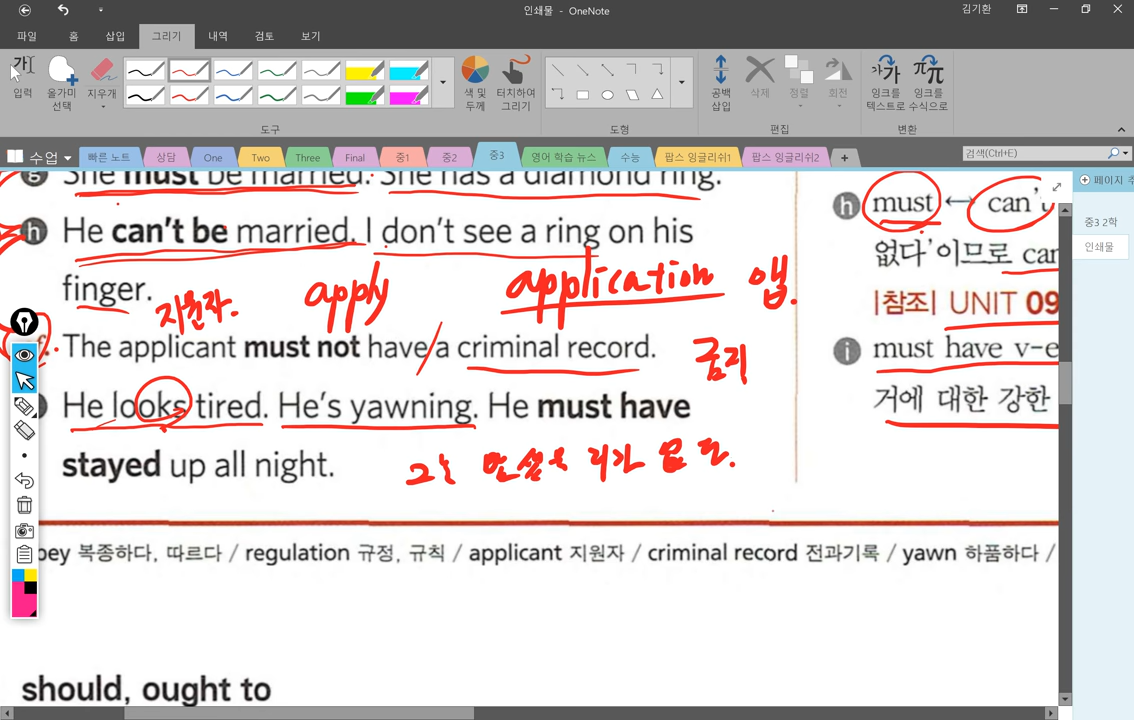 인쇄물 - OneNote
김기환
파일 홈 삽입 그리기 내역 검토 보기
입력 올가미 선택 지우개 색 및 두께 터치하여 그리기 공백 삽입 삭제 정렬 회전 잉크를 텍스트로 잉크를 수식으로
도구 도형 편집 변환
수업 빠른 노트 상담 One Two Three Final 중1 중2 중3 영어 학습 뉴스 수능 팝스 잉글리쉬1 팝스 잉글리쉬2 +
검색(Ctrl+E)
페이지 추
중3 2학
인쇄물
g She must be married. She has a diamond ring.
h He can't be married. I don't see a ring on his
finger.
apply application 앱.
지원자.
The applicant must not have / a criminal record.
금지
He looks tired. He's yawning. He must have
stayed up all night.
그는 리가 없다.
h must ↔ can't
없다'이므로 can
|참조| UNIT 09
i must have v-e
거에 대한 강한
bey 복종하다, 따르다 / regulation 규정, 규칙 / applicant 지원자 / criminal record 전과기록 / yawn 하품하다 /
should, ought to